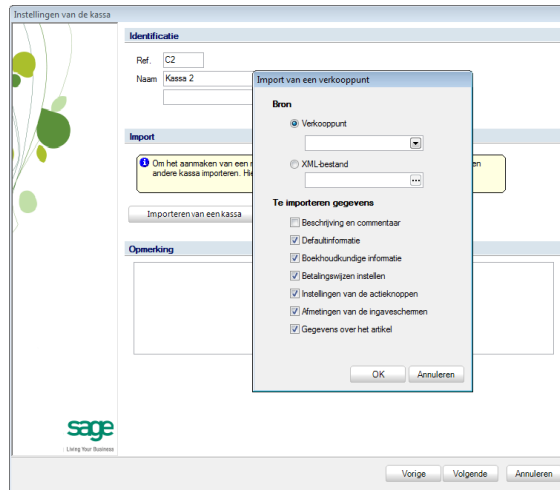 Instellingen van de kassa
Identificatie
Ref. C2
Naam Kassa 2
Import
Om het aanmaken van een
en
andere kassa importeren. Hie
Importeren van een kassa
Opmerking
Import van een verkooppunt
Bron
Verkooppunt
XML-bestand
Te importeren gegevens
Beschrijving en commentaar
Defaultinformatie
Boekhoudkundige informatie
Betalingswijzen instellen
Instellingen van de actieknoppen
Afmetingen van de ingaveschermen
Gegevens over het artikel
OK Annuleren
sage
Living Your Business
Vorige Volgende Annuleren